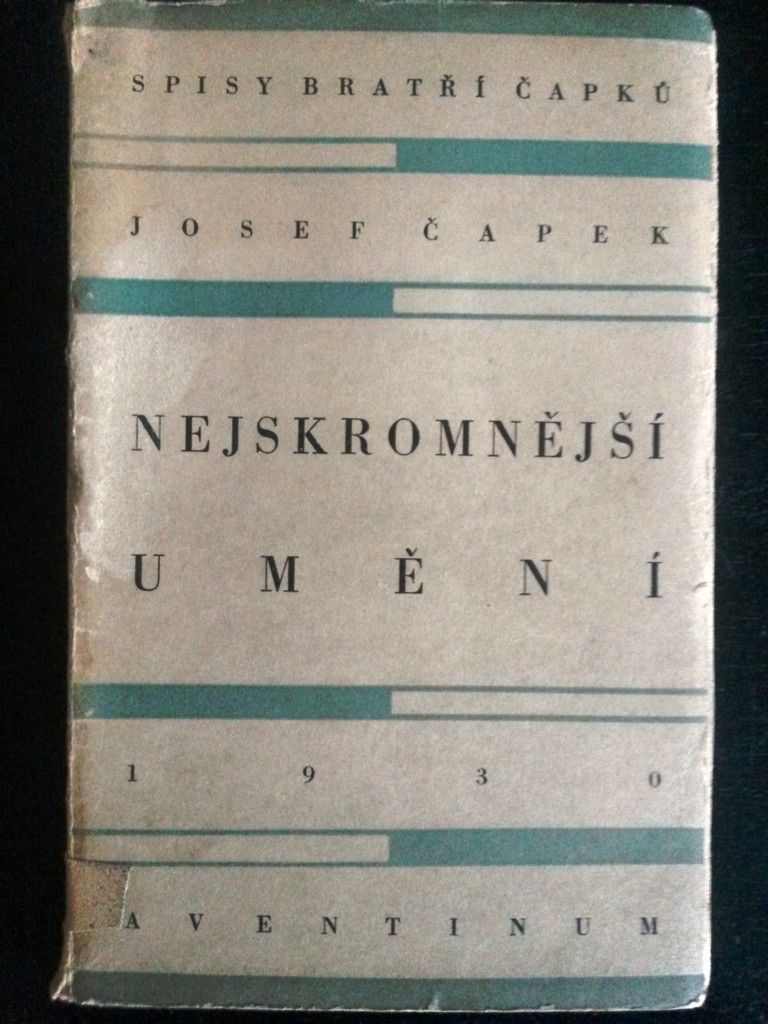 SPISY BRATŘÍ ČAPKŮ
JOSEF ČAPEK
NEJSKROMNĚJŠÍ
UMĚNÍ
1930
AVENTINUM